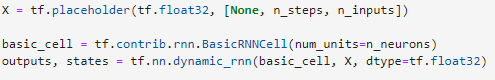 X = tf.placeholder(tf.float32, [None, n_steps, n_inputs])
basic_cell = tf.contrib.rnn.BasicRNNCell(num_units=n_neurons)
outputs, states = tf.nn.dynamic_rnn(basic_cell, X, dtype=tf.float32)